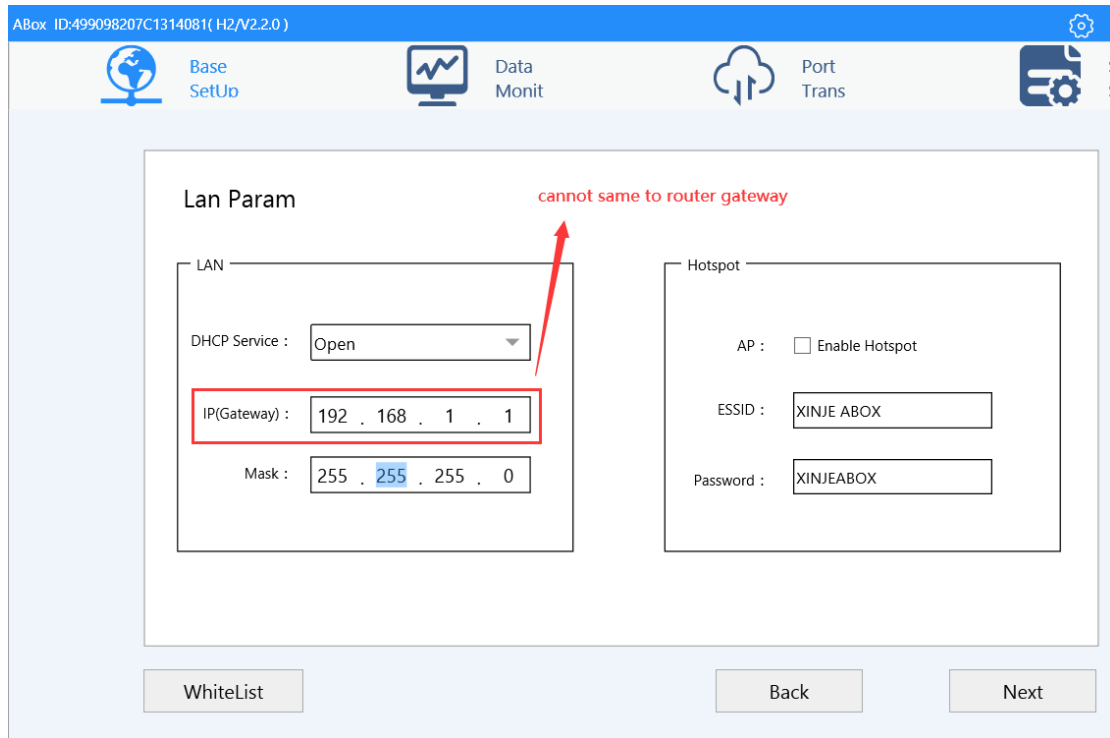 ABox ID:499098207C1314081( H2/V2.2.0 )
Base
SetUp
Data
Monit
Port
Trans
Lan Param
cannot same to router gateway
LAN
DHCP Service : Open
IP(Gateway) : 192 . 168 . 1 . 1
Mask : 255 . 255 . 255 . 0
Hotspot
AP : Enable Hotspot
ESSID : XINJE ABOX
Password : XINJEABOX
WhiteList
Back
Next